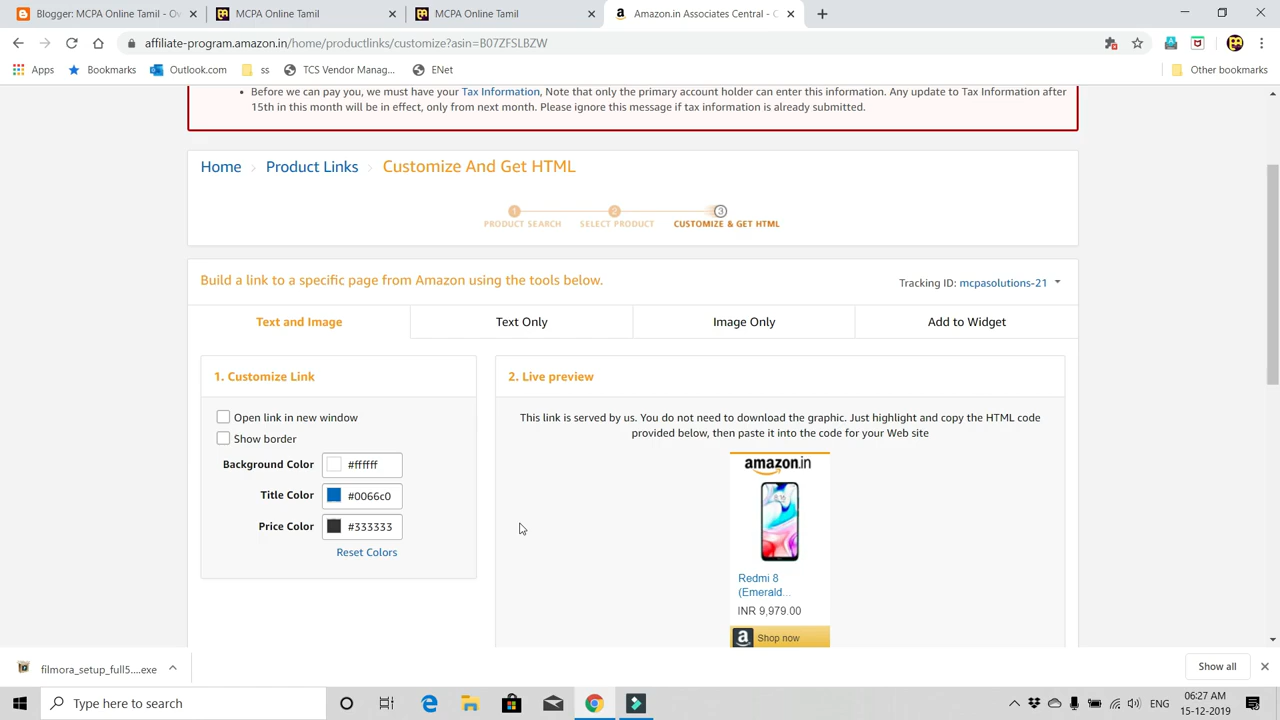 Blogger: MCPA Online Tamil - Ov
MCPA Online Tamil
MCPA Online Tamil
Amazon.in Associates Central - C
affiliate-program.amazon.in/home/productlinks/customize?asin=B07ZFSLBZW
Apps
Bookmarks
Outlook.com
ss
TCS Vendor Manag...
ENet
Other bookmarks
Before we can pay you, we must have your Tax Information, Note that only the primary account holder can enter this information. Any update to Tax Information after
15th in this month will be in effect, only from next month. Please ignore this message if tax information is already submitted.
Home
Product Links
Customize And Get HTML
1
2
3
PRODUCT SEARCH
SELECT PRODUCT
CUSTOMIZE & GET HTML
Build a link to a specific page from Amazon using the tools below.
Tracking ID: mcpasolutions-21
Text and Image
Text Only
Image Only
Add to Widget
1. Customize Link
Open link in new window
Show border
Background Color
#ffffff
Title Color
#0066c0
Price Color
#333333
Reset Colors
2. Live preview
This link is served by us. You do not need to download the graphic. Just highlight and copy the HTML code
provided below, then paste it into the code for your Web site
amazon.in
Redmi 8
(Emerald...
INR 9,979.00
Shop now
filmora_setup_full5....exe
Show all
Type here to search
ENG
06:27 AM
15-12-2019